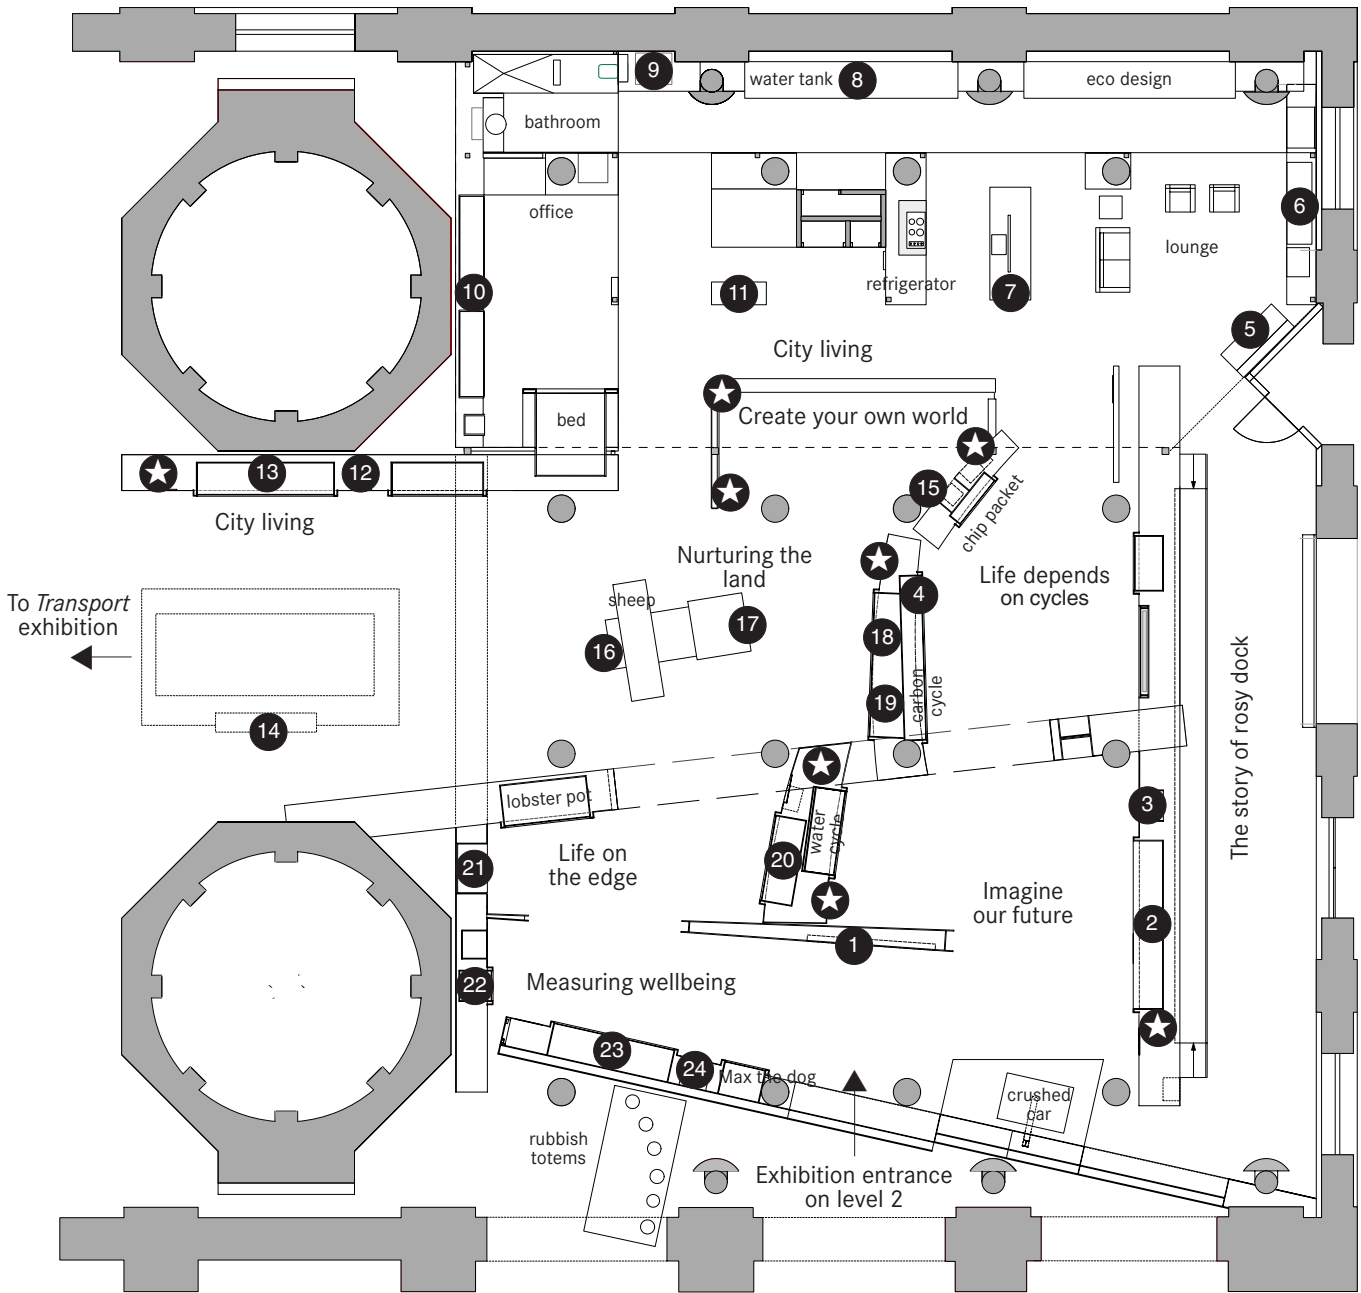 9
water tank
8
eco design
bathroom
office
6
lounge
10
11
refrigerator
7
5
City living
Create your own world
bed
13
12
15
chip packet
City living
Nurturing the
land
Life depends
on cycles
To Transport
exhibition
sheep
4
17
16
18
carbon
cycle
19
14
The story of rosy dock
lobster pot
3
water
cycle
20
21
Life on
the edge
Imagine
our future
2
1
22
Measuring wellbeing
23
24
Max the dog
crushed
car
rubbish
totems
Exhibition entrance
on level 2